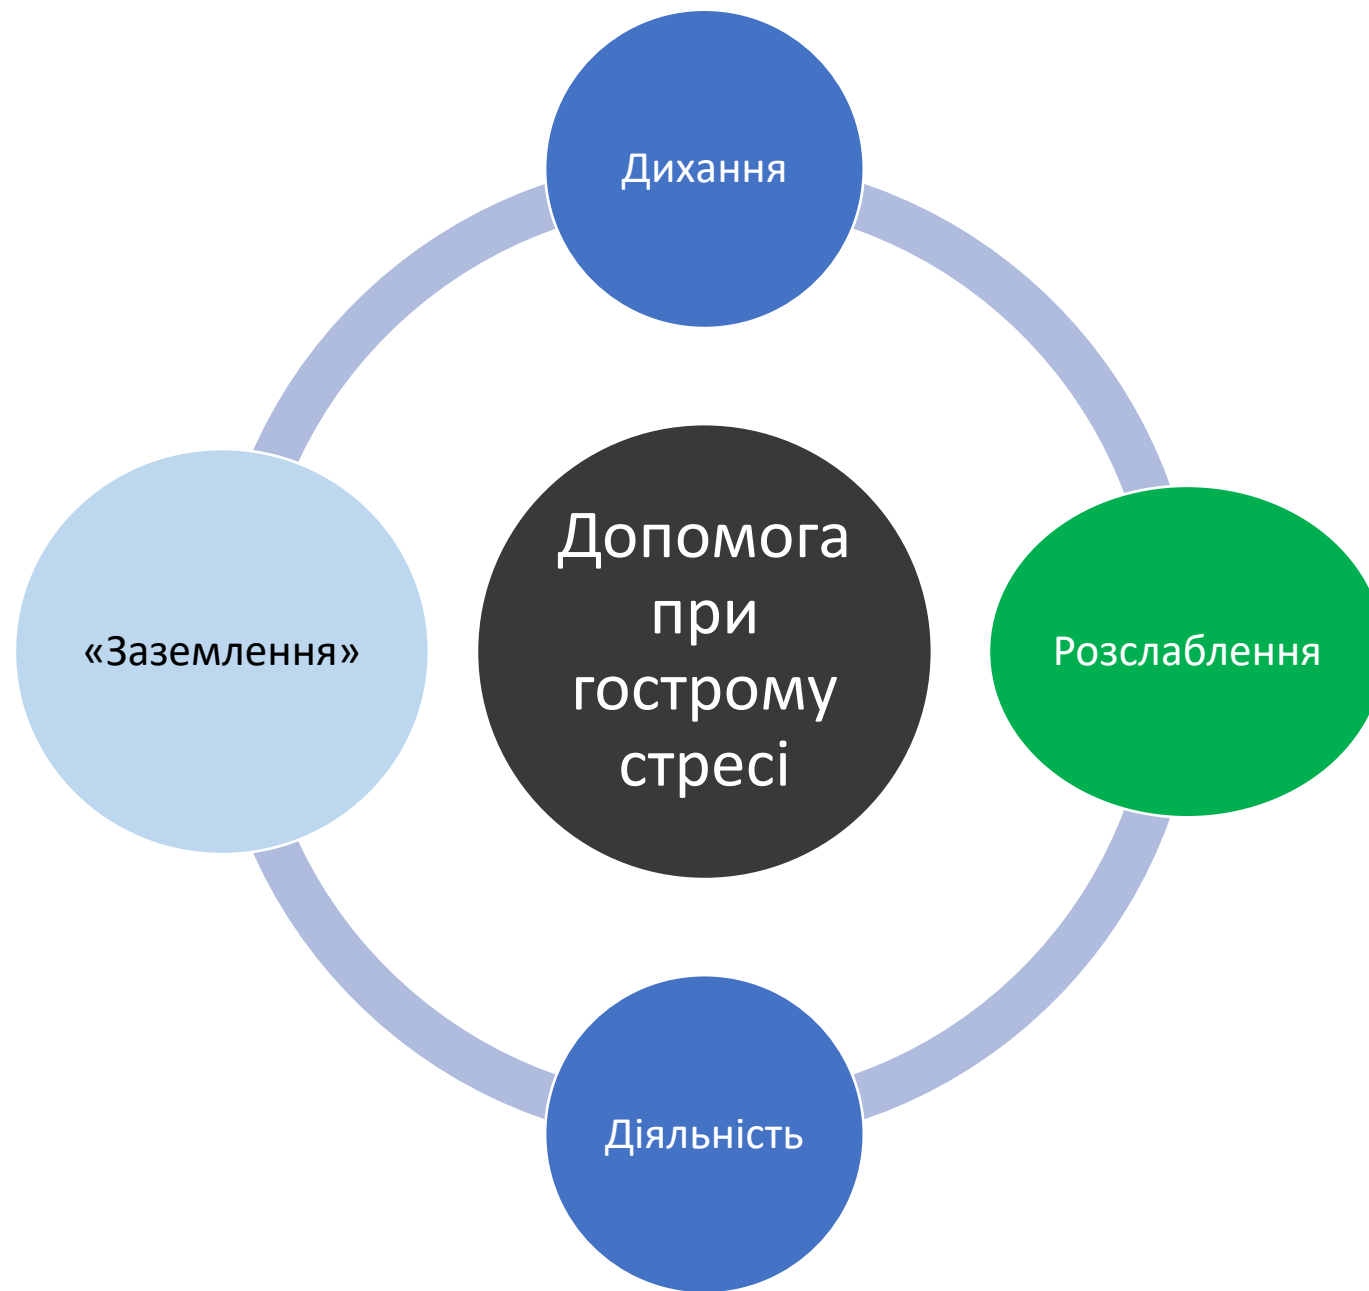 Дихання
Допомога
при
гострому
стресі
«Заземлення»
Розслаблення
Діяльність